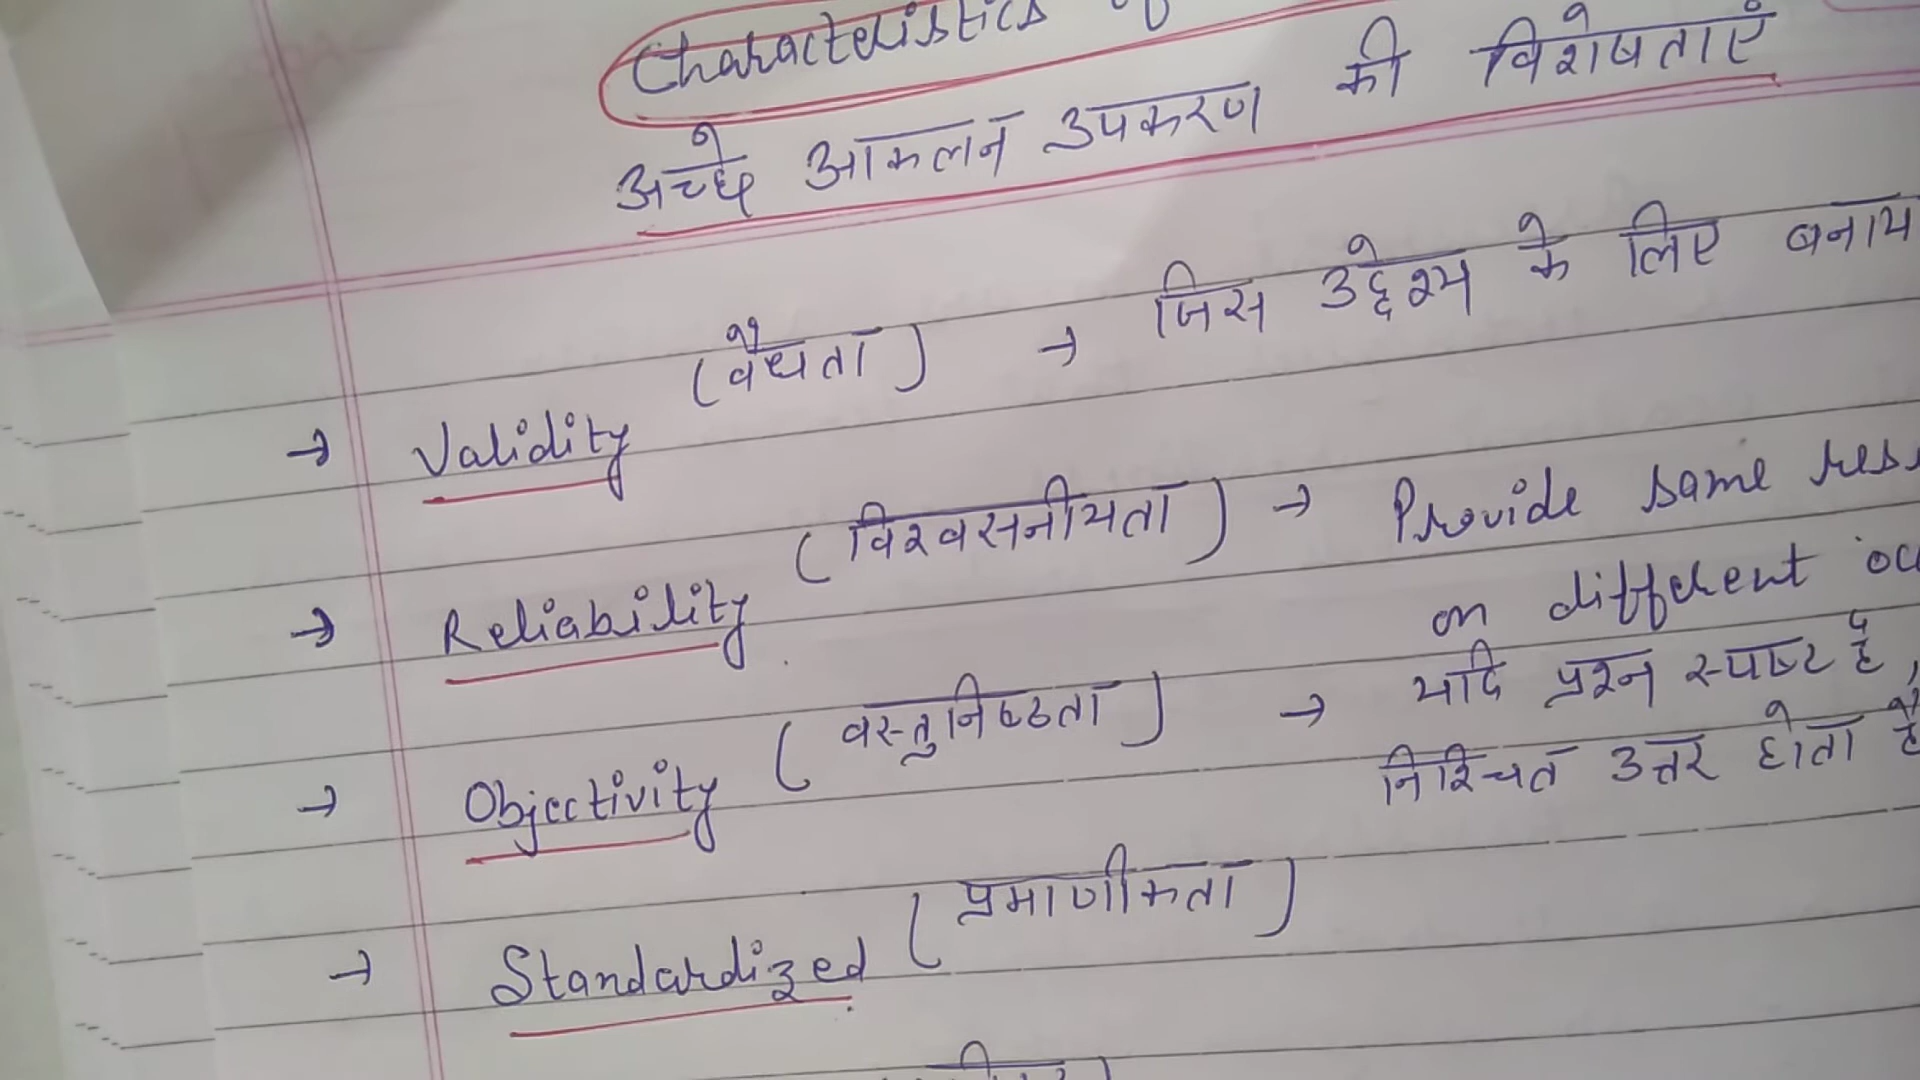 Characteristics of
अच्छे आकलन उपकरण की विशेषताएं
→ Validity (वैधता) → जिस उद्देश्य के लिए बनाय
→ Reliability (विश्वसनीयता) → Provide same res
on different oc
→ Objectivity (वस्तुनिष्ठता) → यदि प्रश्न स्पष्ट है,
निश्चित उत्तर होता है
→ Standardized (प्रमाणीकता)